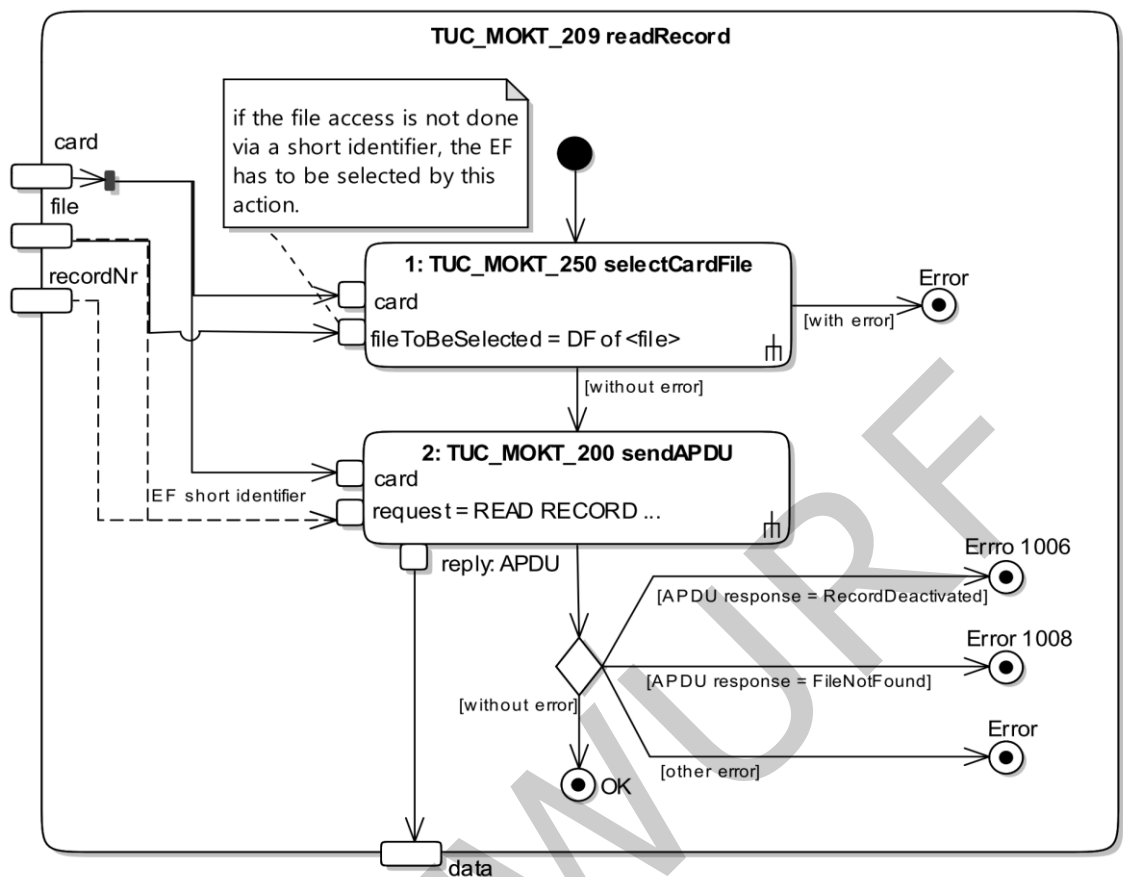 TUC_MOKT_209 readRecord
if the file access is not done
via a short identifier, the EF
has to be selected by this
action.
card
file
recordNr
1: TUC_MOKT_250 selectCardFile
card
fileToBeSelected = DF of <file>
Error
[with error]
[without error]
2: TUC_MOKT_200 sendAPDU
card
EF short identifier
request = READ RECORD ...
reply: APDU
Errro 1006
[APDU response = RecordDeactivated]
Error 1008
[APDU response = FileNotFound]
[without error]
Error
[other error]
OK
data
WURF